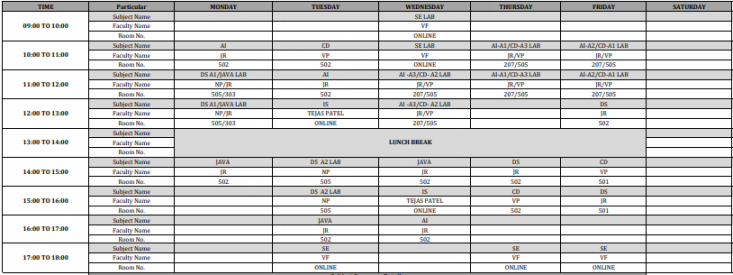 TIME Particular MONDAY TUESDAY WEDNESDAY THURSDAY FRIDAY SATURDAY
09:00 TO 10:00 Subject Name SE LAB
Faculty Name VF
Room No. ONLINE
10:00 TO 11:00 Subject Name AI CD SE LAB AI-A1/CD-A3 LAB AI-A2/CD-A1 LAB
Faculty Name JR VP VF JR/VP JR/VP
Room No. 502 502 ONLINE 207/505 207/505
11:00 TO 12:00 Subject Name DS A1/JAVA LAB AI AI -A3/CD- A2 LAB AI-A1/CD-A3 LAB AI-A2/CD-A1 LAB
Faculty Name NP/JR JR JR/VP JR/VP JR/VP
Room No. 505/303 502 207/505 207/505 207/505
12:00 TO 13:00 Subject Name DS A1/JAVA LAB IS AI -A3/CD- A2 LAB DS
Faculty Name NP/JR TEJAS PATEL JR/VP JR
Room No. 505/303 ONLINE 207/505 502
13:00 TO 14:00 Subject Name
Faculty Name LUNCH BREAK
Room No.
14:00 TO 15:00 Subject Name JAVA DS A2 LAB JAVA DS CD
Faculty Name JR NP JR JR VP
Room No. 502 505 502 502 501
15:00 TO 16:00 Subject Name DS A2 LAB IS CD DS
Faculty Name NP TEJAS PATEL VP JR
Room No. 505 ONLINE 502 501
16:00 TO 17:00 Subject Name JAVA AI
Faculty Name JR JR
Room No. 502 502
17:00 TO 18:00 Subject Name SE SE SE
Faculty Name VF VF VF
Room No. ONLINE ONLINE ONLINE